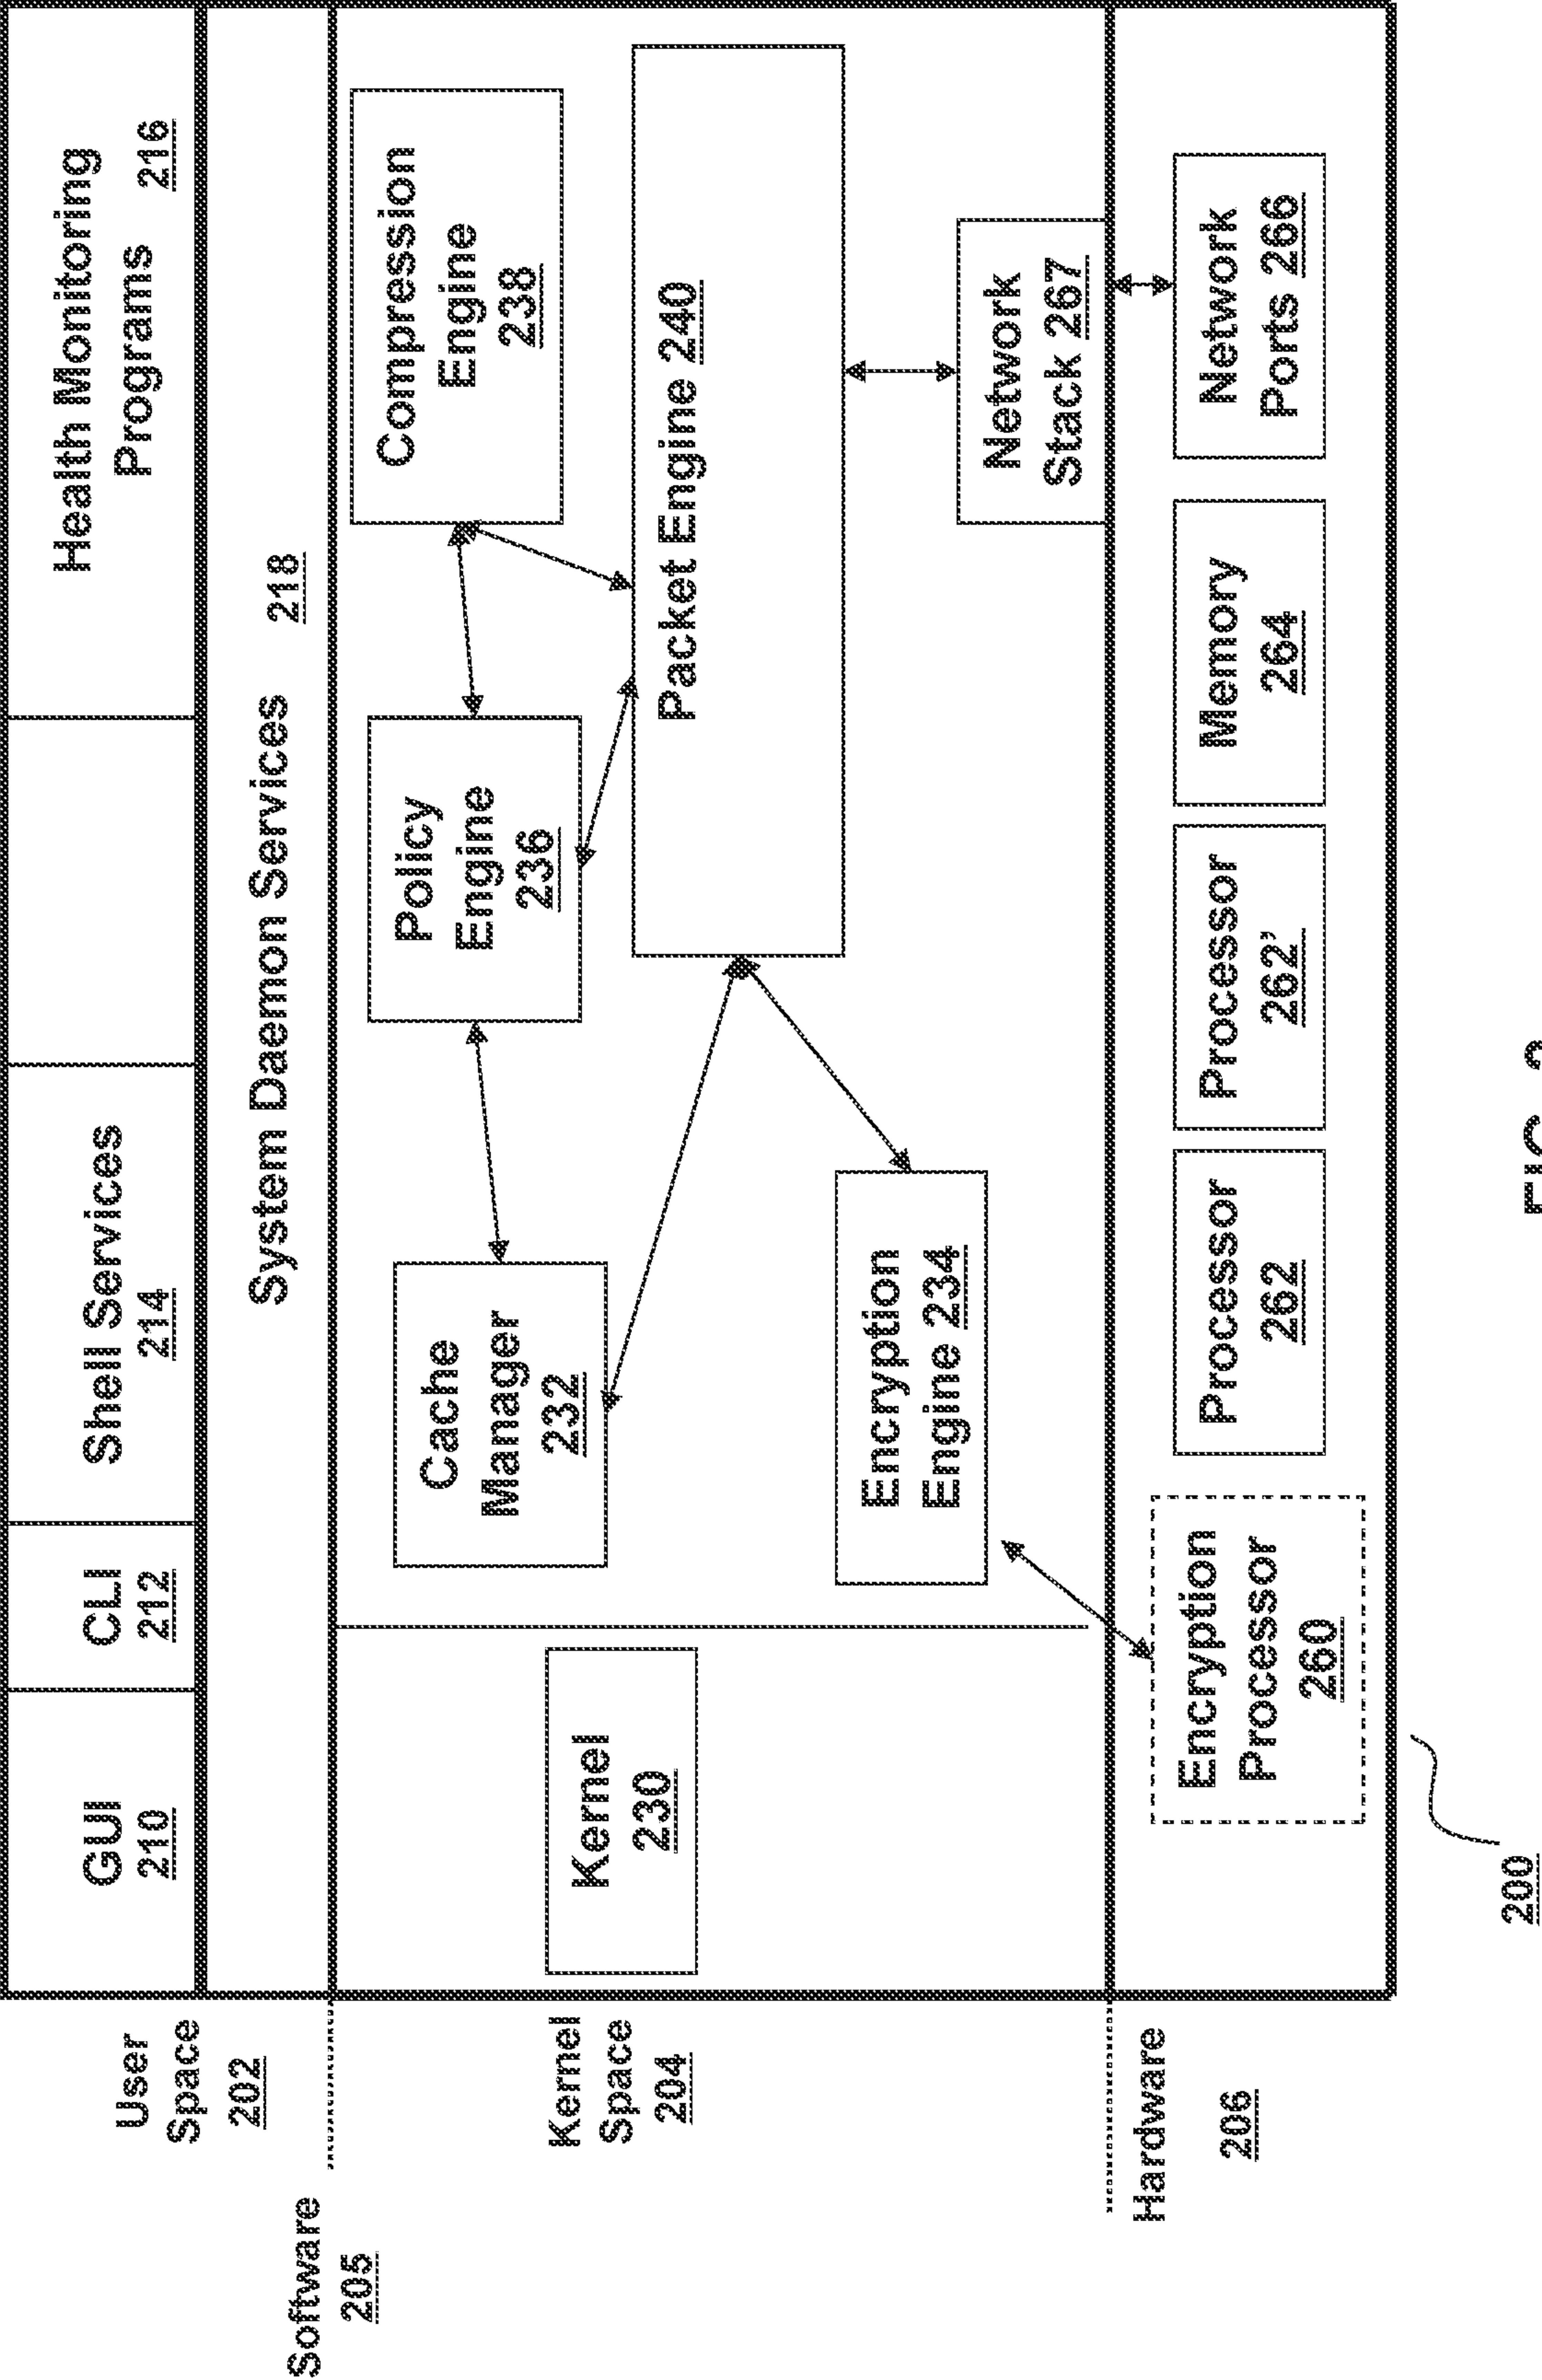 Software
205
User
Space
202
GUI
210
CLI
212
Shell Services
214
Health Monitoring
Programs 216
System Daemon Services 218
Kernel
Space
204
Kernel
230
Cache
Manager
232
Policy
Engine
236
Compression
Engine
238
Packet Engine 240
Encryption
Engine 234
Network
Stack 267
Hardware
206
Encryption
Processor
260
Processor
262
Processor
262'
Memory
264
Network
Ports 266
200